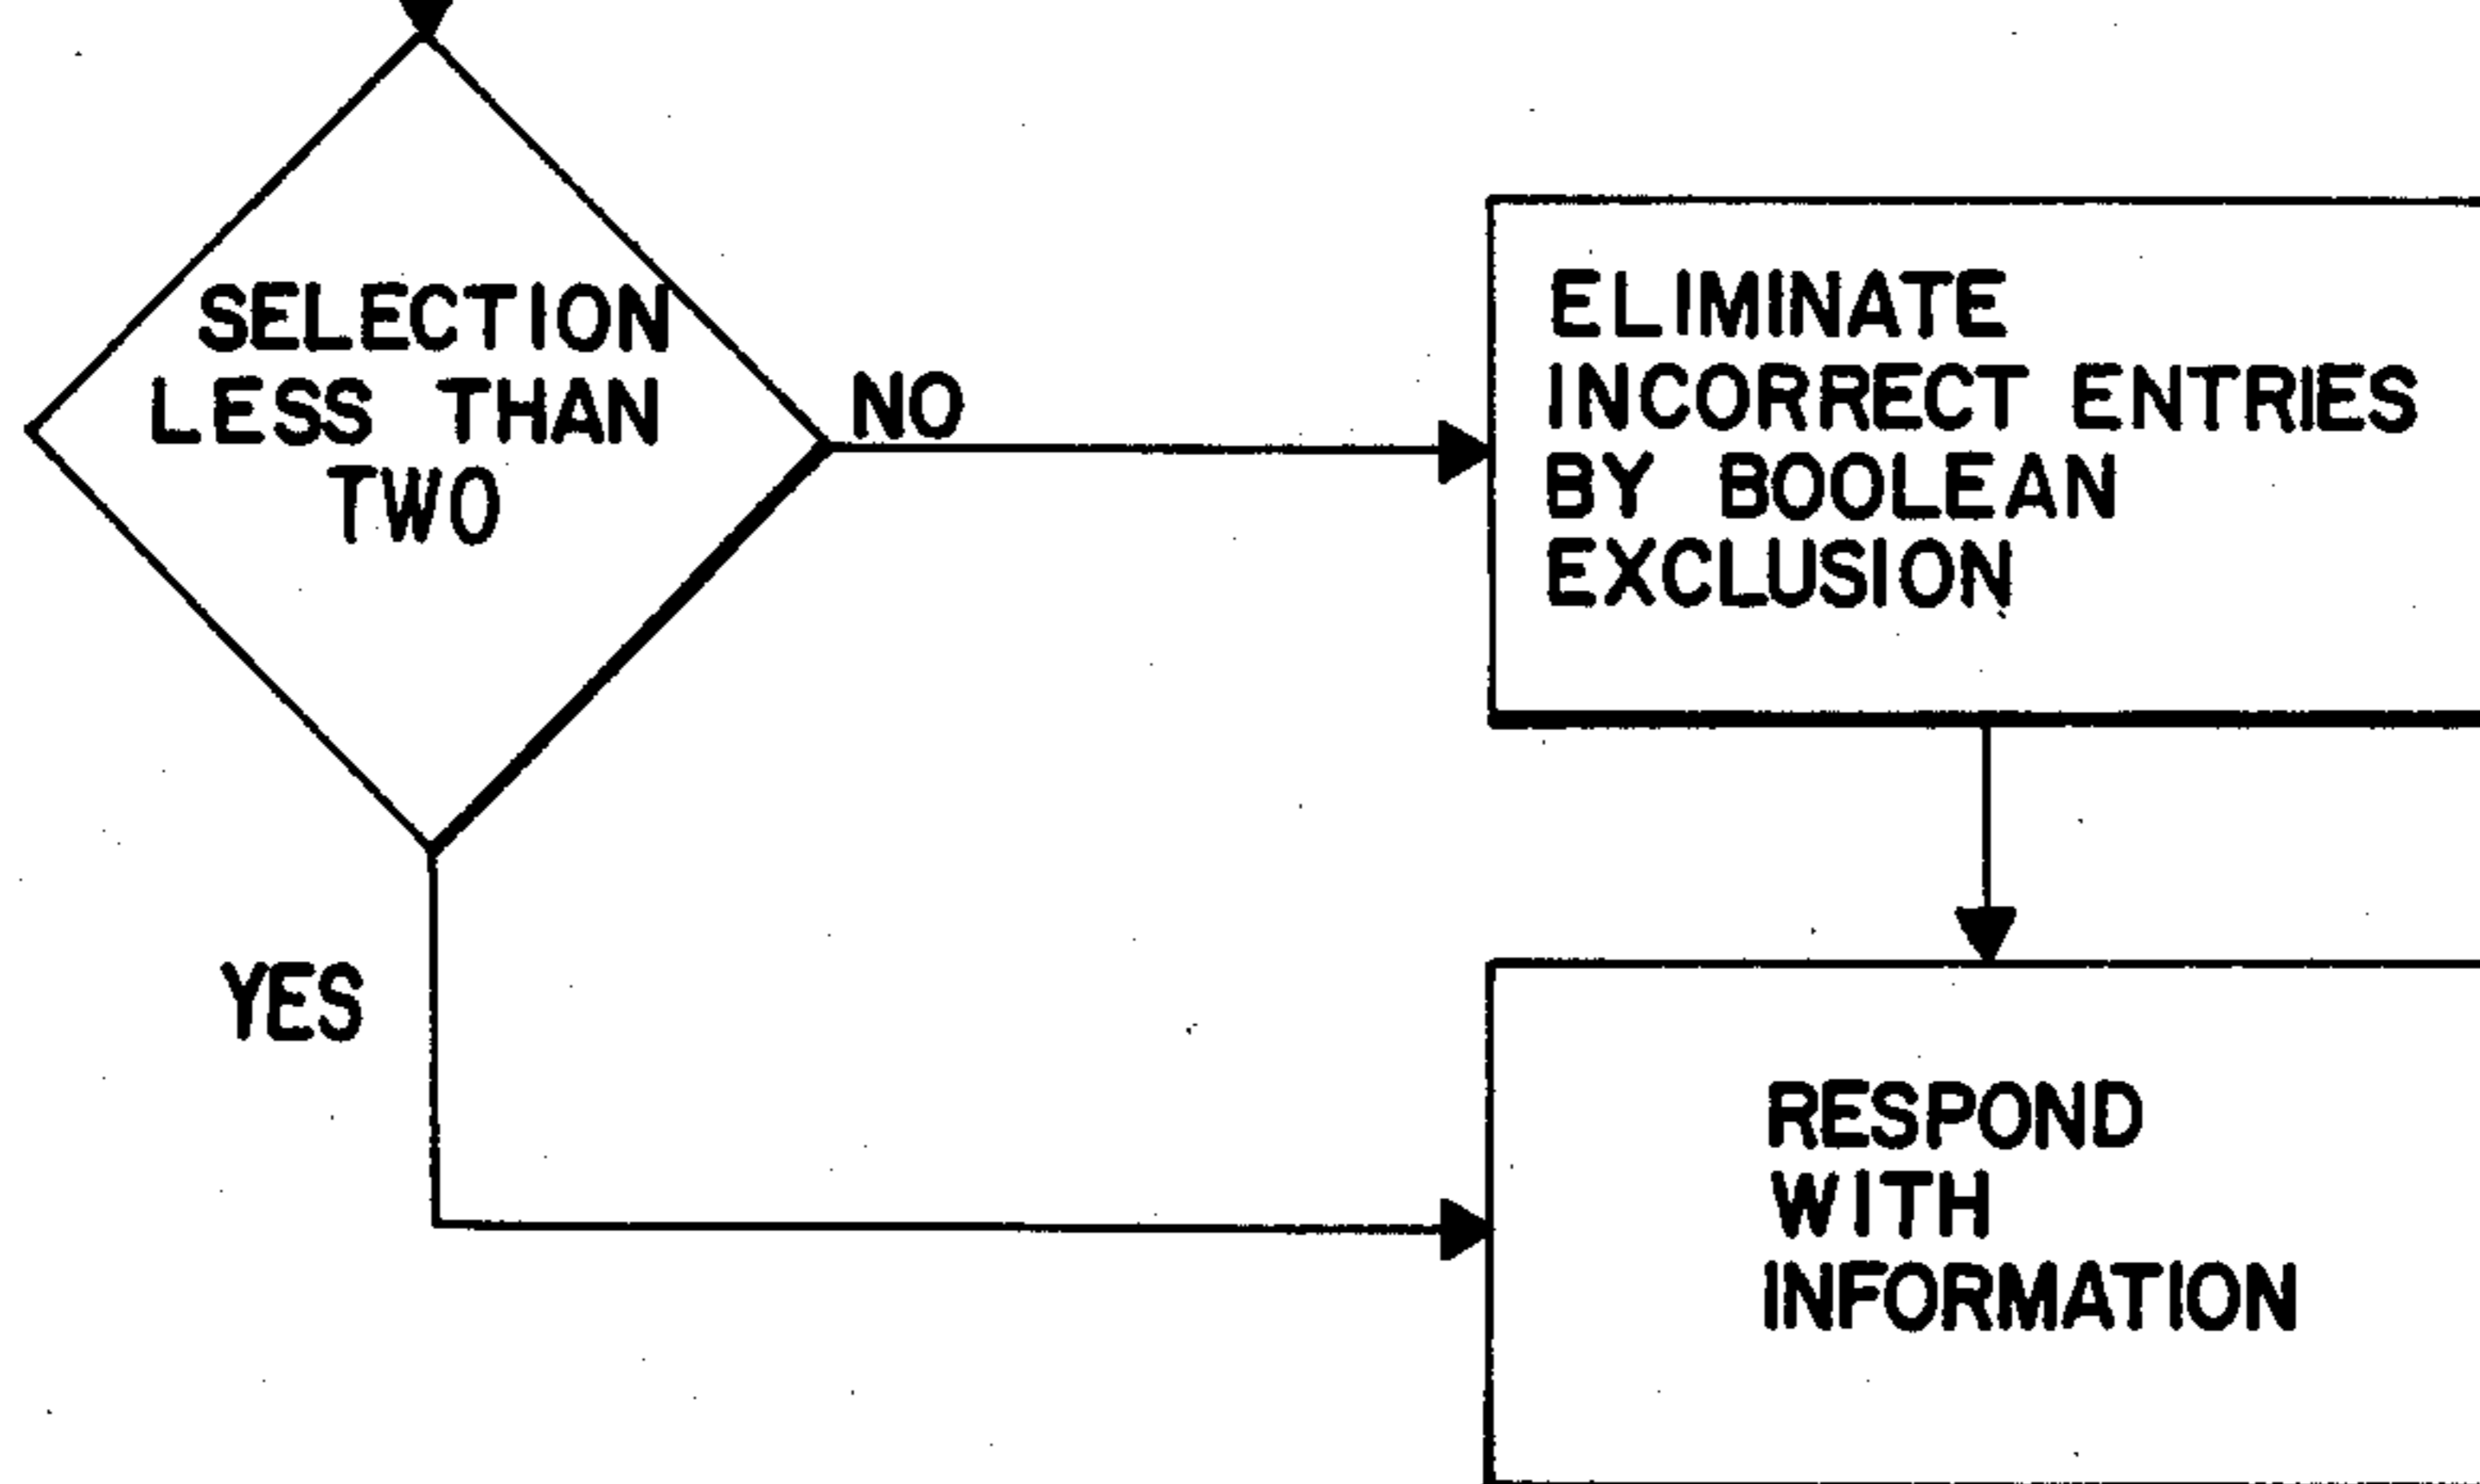 SELECTION
LESS THAN
TWO
NO
ELIMINATE
INCORRECT ENTRIES
BY BOOLEAN
EXCLUSION
YES
RESPOND
WITH
INFORMATION